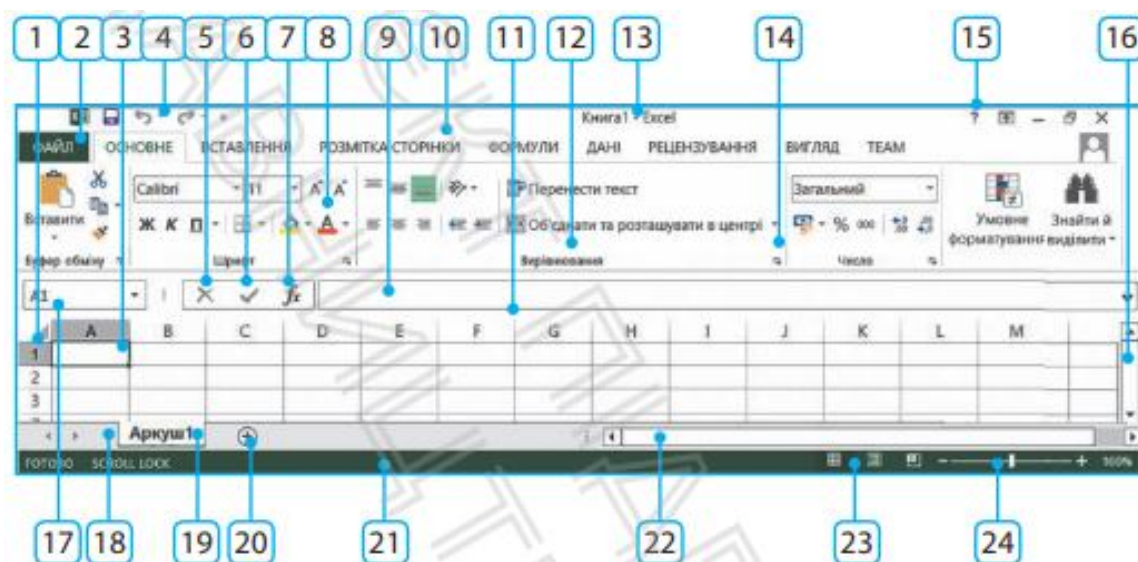 1 2 3 4 5 6 7 8 9 10 11 12 13 14 15 16
Книга1 - Excel ?
ФАЙЛ ОСНОВНЕ ВСТАВЛЕННЯ РОЗМІТКА СТОРІНКИ ФОРМУЛИ ДАНІ РЕЦЕНЗУВАННЯ ВИГЛЯД TEAM
Calibri 11 Перенести текст Загальний
Вставити Ж К П А Об'єднати та розташувати в центрі % 000 Умовне форматування Знайти й виділити
Буфер обміну Шрифт Вирівнювання Число
A1 fx
A B C D E F G H I J K L M
1
2
3
Аркуш1
ГОТОВО SCROLL LOCK 100%
17 18 19 20 21 22 23 24